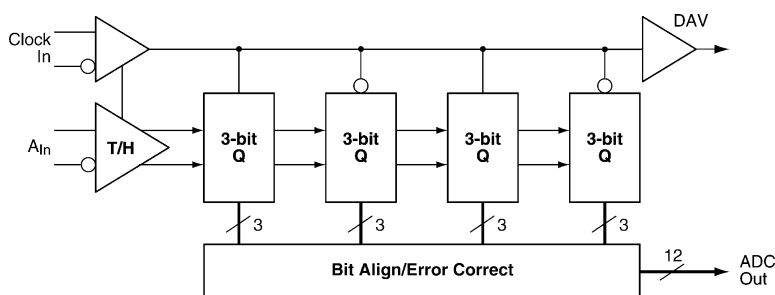 DAV
Clock
In
AIn
T/H
3-bit
Q
3-bit
Q
3-bit
Q
3-bit
Q
3
3
3
3
Bit Align/Error Correct
12
ADC
Out